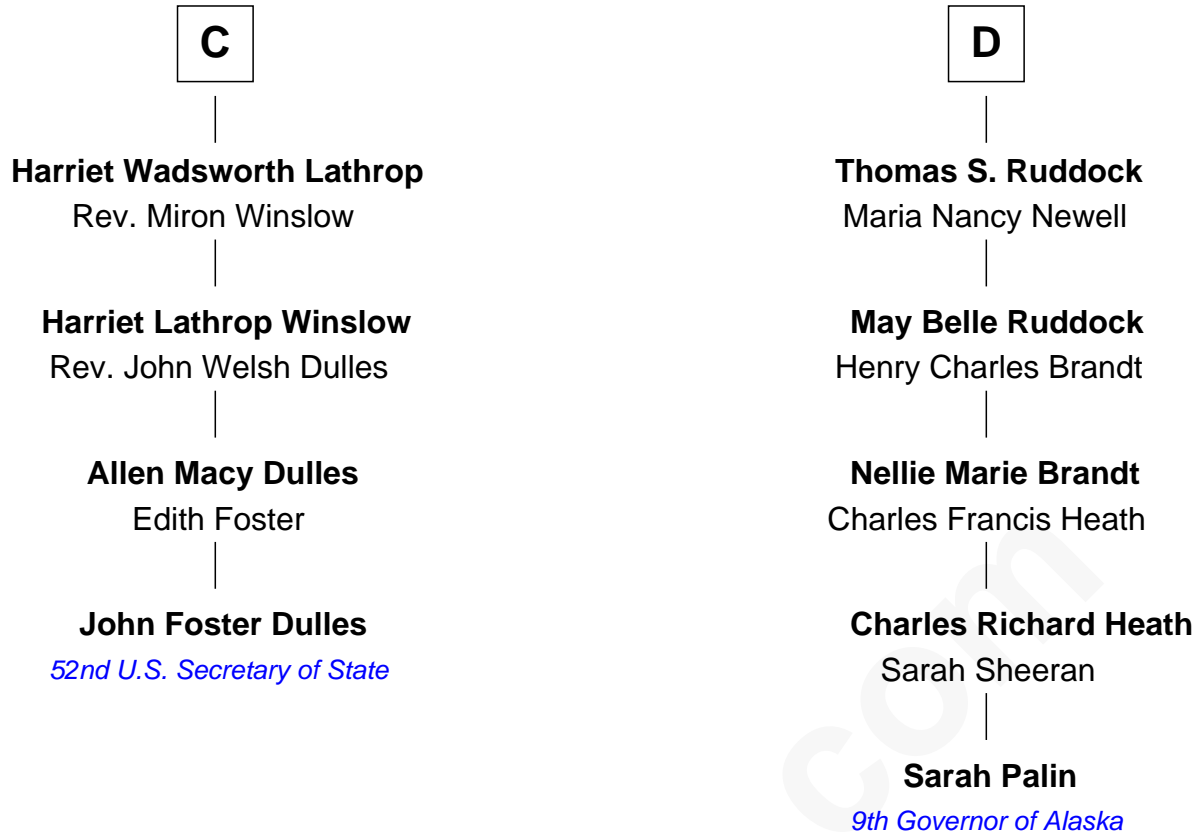 C
Harriet Wadsworth Lathrop
Rev. Miron Winslow
Harriet Lathrop Winslow
Rev. John Welsh Dulles
Allen Macy Dulles
Edith Foster
John Foster Dulles
52nd U.S. Secretary of State
D
Thomas S. Ruddock
Maria Nancy Newell
May Belle Ruddock
Henry Charles Brandt
Nellie Marie Brandt
Charles Francis Heath
Charles Richard Heath
Sarah Sheeran
Sarah Palin
9th Governor of Alaska
com